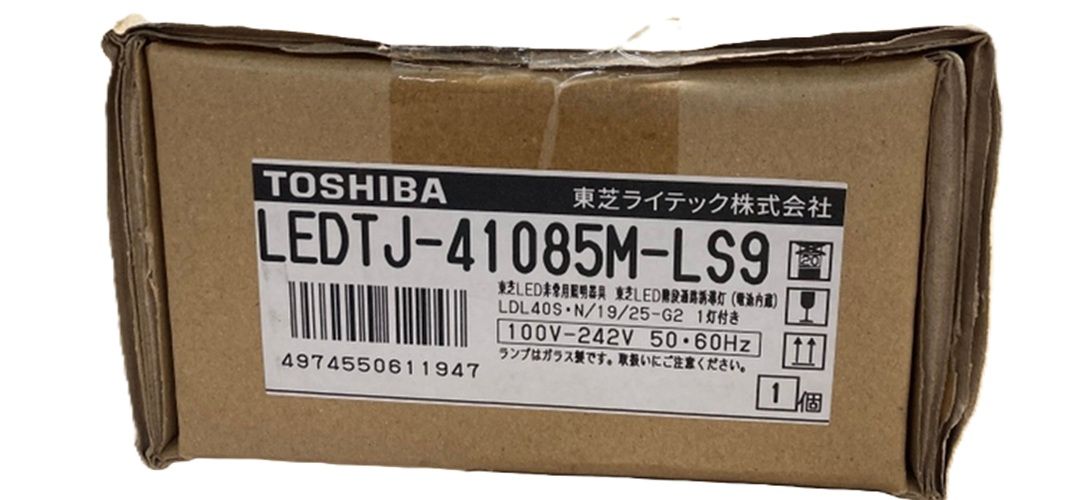 TOSHIBA 東芝ライテック株式会社
LEDTJ-41085M-LS9
東芝LED非常用照明器具 東芝LED階段通路誘導灯(電池内蔵)
LDL40S・N/19/25-G2 1灯付き
100V-242V 50・60Hz
ランプはガラス製です。取扱いにご注意ください。
4974550611947
20
1個